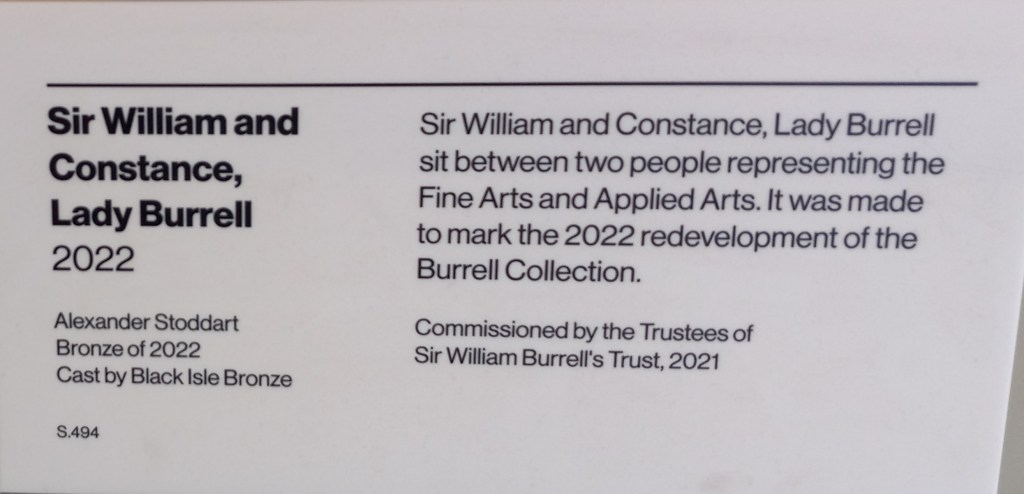 Sir William and
Constance,
Lady Burrell
2022
Alexander Stoddart
Bronze of 2022
Cast by Black Isle Bronze
S.494
Sir William and Constance, Lady Burrell
sit between two people representing the
Fine Arts and Applied Arts. It was made
to mark the 2022 redevelopment of the
Burrell Collection.
Commissioned by the Trustees of
Sir William Burrell's Trust, 2021